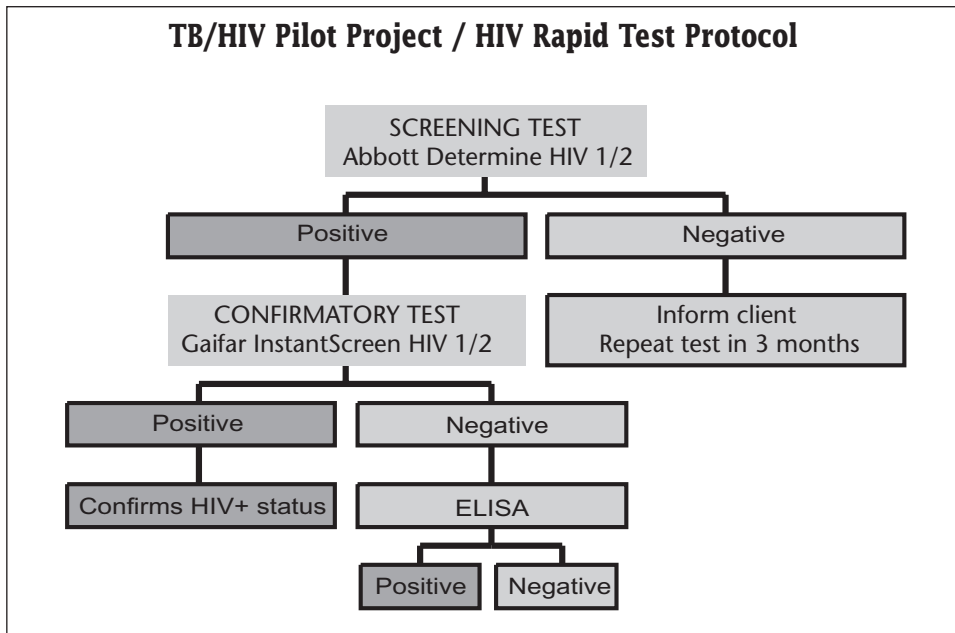 TB/HIV Pilot Project / HIV Rapid Test Protocol
SCREENING TEST
Abbott Determine HIV 1/2
Positive
Negative
CONFIRMATORY TEST
Gaifar InstantScreen HIV 1/2
Inform client
Repeat test in 3 months
Positive
Negative
Confirms HIV+ status
ELISA
Positive
Negative